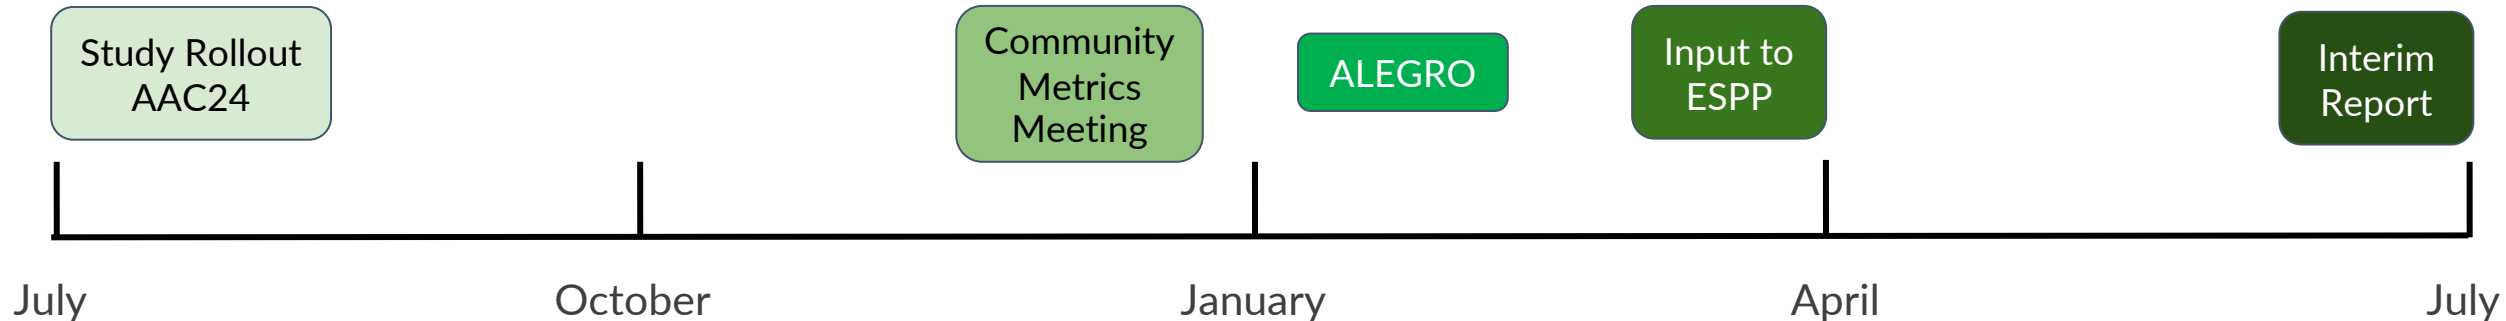 Study Rollout
AAC24
Community
Metrics
Meeting
ALEGRO
Input to
ESPP
Interim
Report
July
October
January
April
July